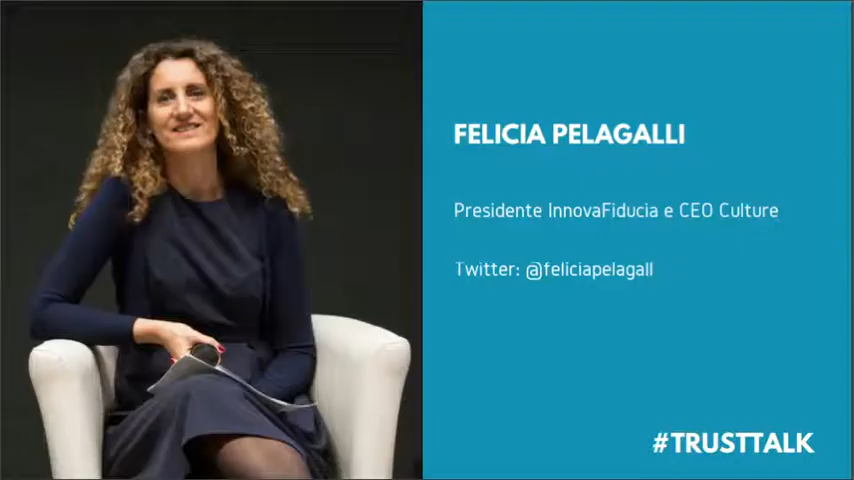 FELICIA PELAGALLI
Presidente InnovaFiducia e CEO Culture
Twitter: @feliciapelagall
#TRUSTTALK